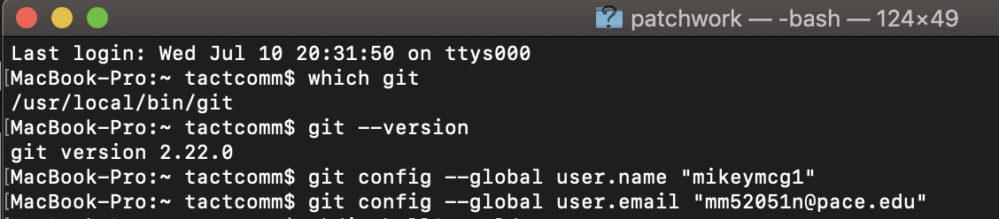 patchwork — -bash — 124×49
Last login: Wed Jul 10 20:31:50 on ttys000
[MacBook-Pro:~ tactcomm$ which git
/usr/local/bin/git
[MacBook-Pro:~ tactcomm$ git --version
git version 2.22.0
[MacBook-Pro:~ tactcomm$ git config --global user.name "mikeymcg1"
[MacBook-Pro:~ tactcomm$ git config --global user.email "mm52051n@pace.edu"